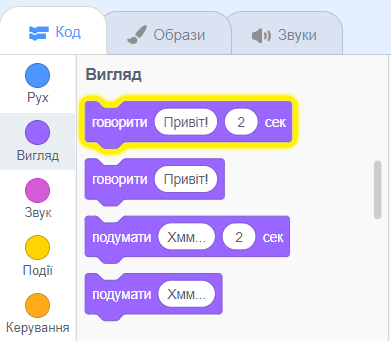 Код
Образи
Звуки
Рух
Вигляд
Звук
Події
Керування
Вигляд
говорити Привіт! 2 сек
говорити Привіт!
подумати Хмм... 2 сек
подумати Хмм...